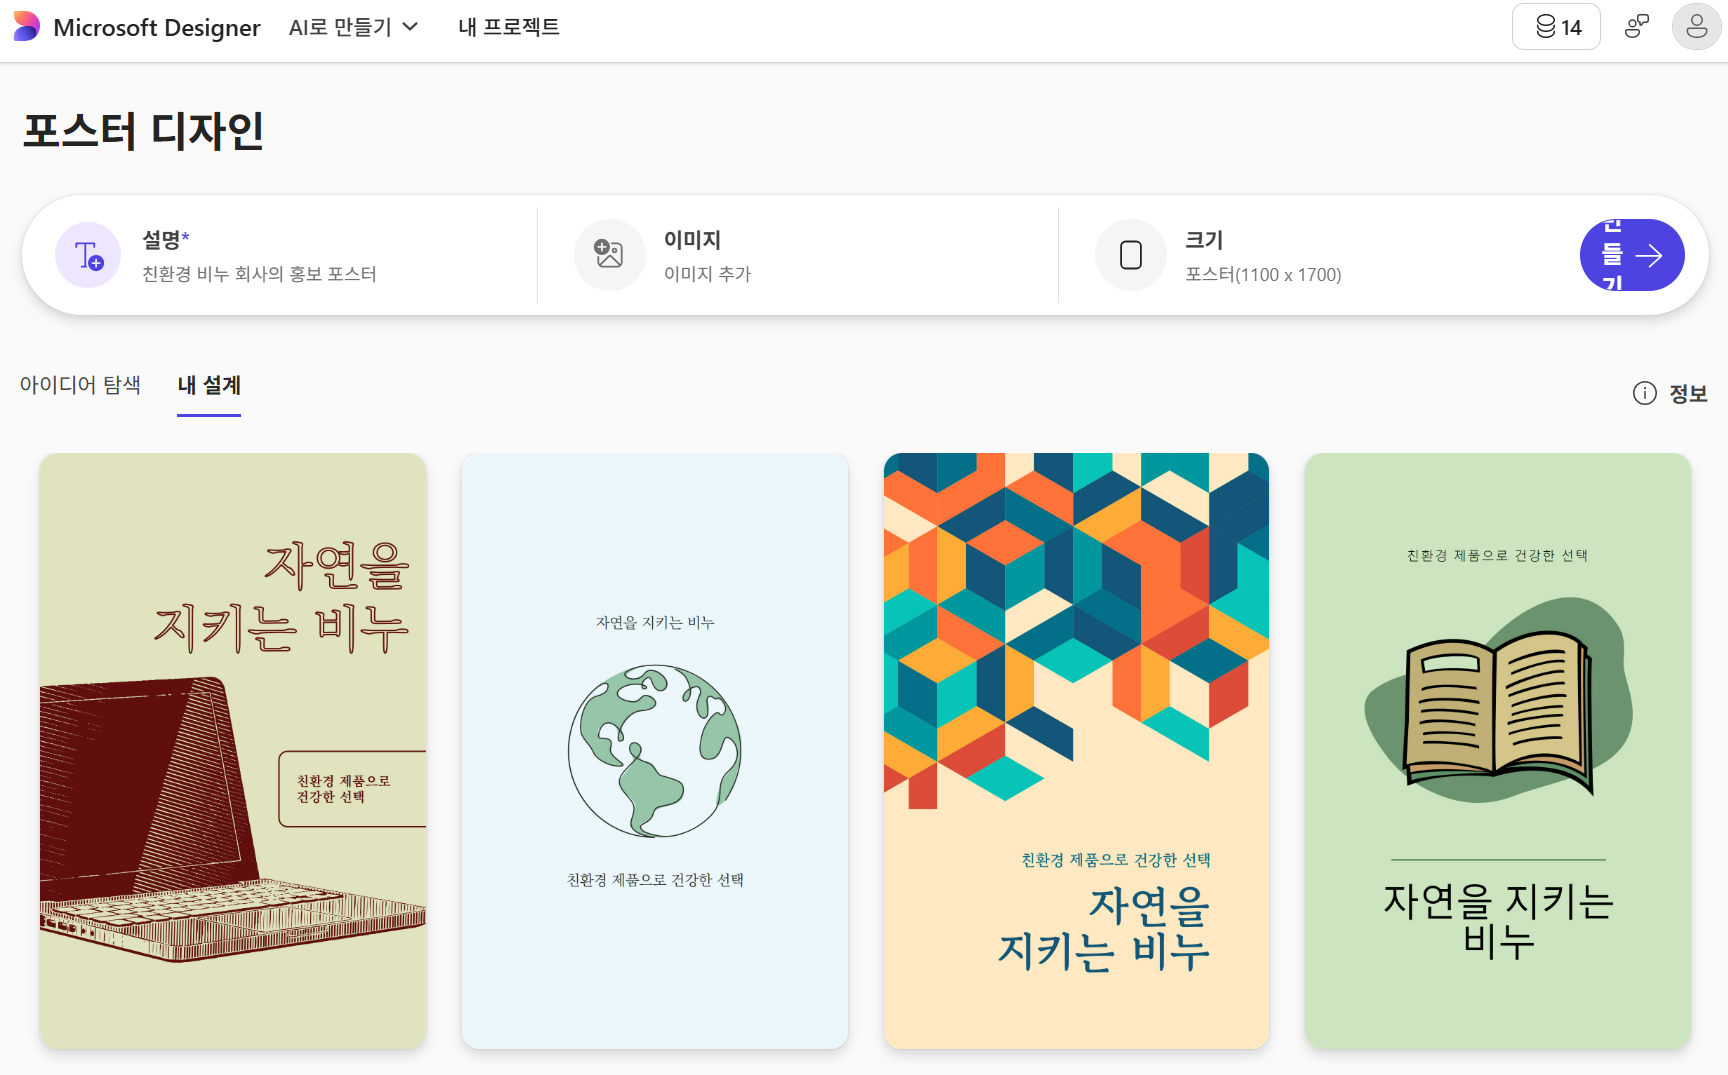 Microsoft Designer
AI로 만들기
내 프로젝트
14
포스터 디자인
설명*
친환경 비누 회사의 홍보 포스터
이미지
이미지 추가
크기
포스터(1100 x 1700)
만
들
기
아이디어 탐색
내 설계
정보
자연을
지키는 비누
친환경 제품으로
건강한 선택
자연을 지키는 비누
친환경 제품으로 건강한 선택
친환경 제품으로 건강한 선택
자연을
지키는 비누
친환경 제품으로 건강한 선택
자연을 지키는
비누